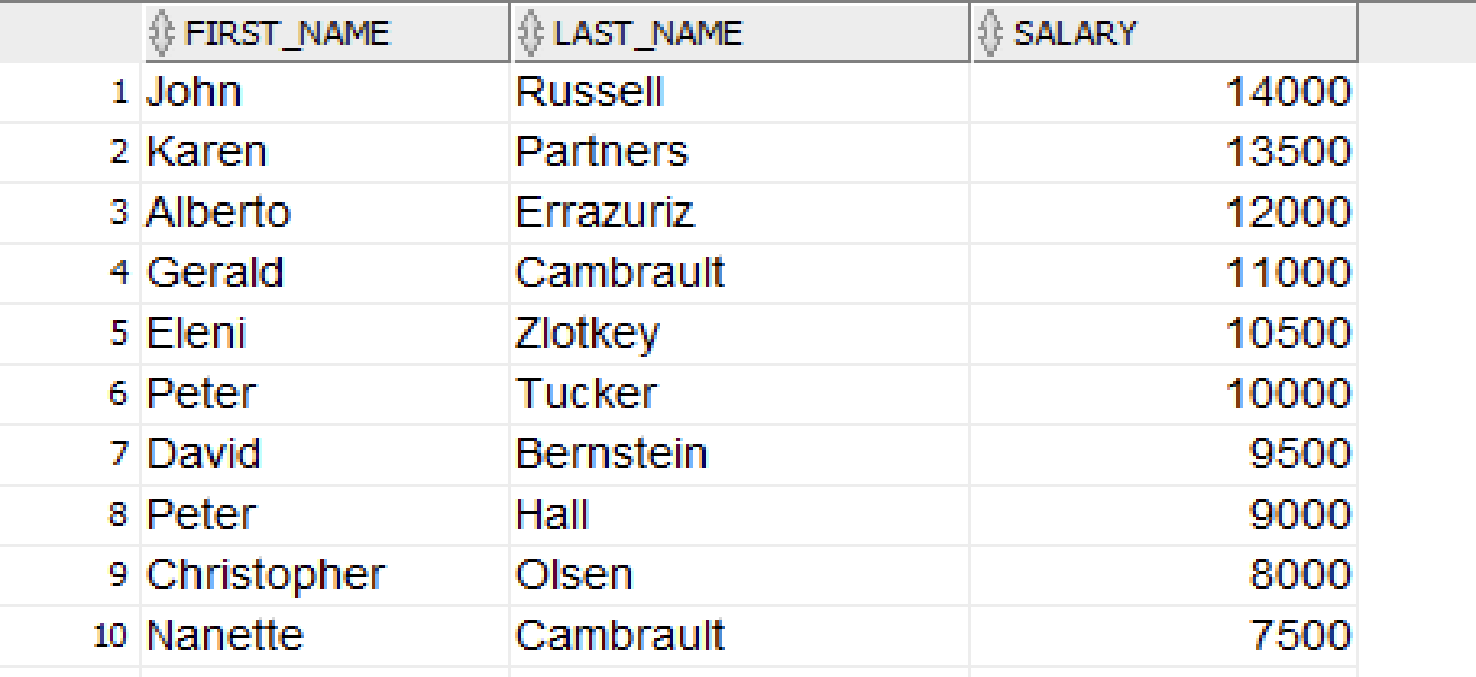 FIRST_NAME LAST_NAME SALARY
1 John Russell 14000
2 Karen Partners 13500
3 Alberto Errazuriz 12000
4 Gerald Cambrault 11000
5 Eleni Zlotkey 10500
6 Peter Tucker 10000
7 David Bernstein 9500
8 Peter Hall 9000
9 Christopher Olsen 8000
10 Nanette Cambrault 7500